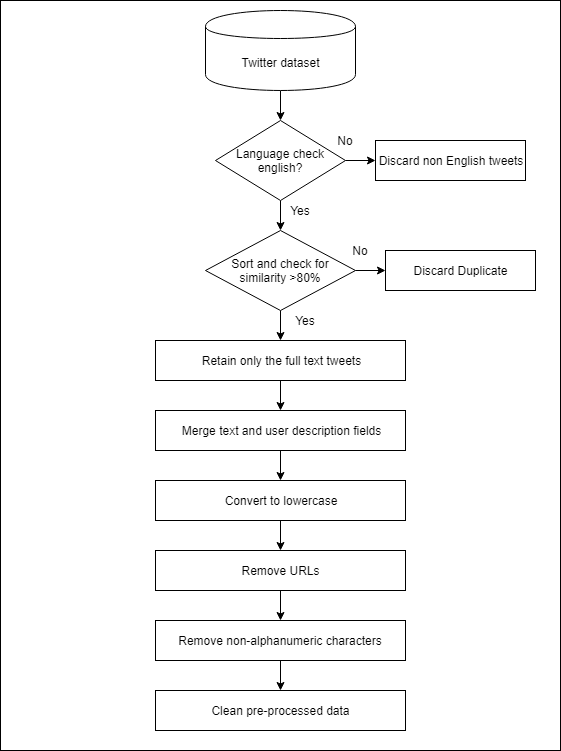 Twitter dataset
Language check
english?
No
Discard non English tweets
Yes
Sort and check for
similarity >80%
No
Discard Duplicate
Yes
Retain only the full text tweets
Merge text and user description fields
Convert to lowercase
Remove URLs
Remove non-alphanumeric characters
Clean pre-processed data